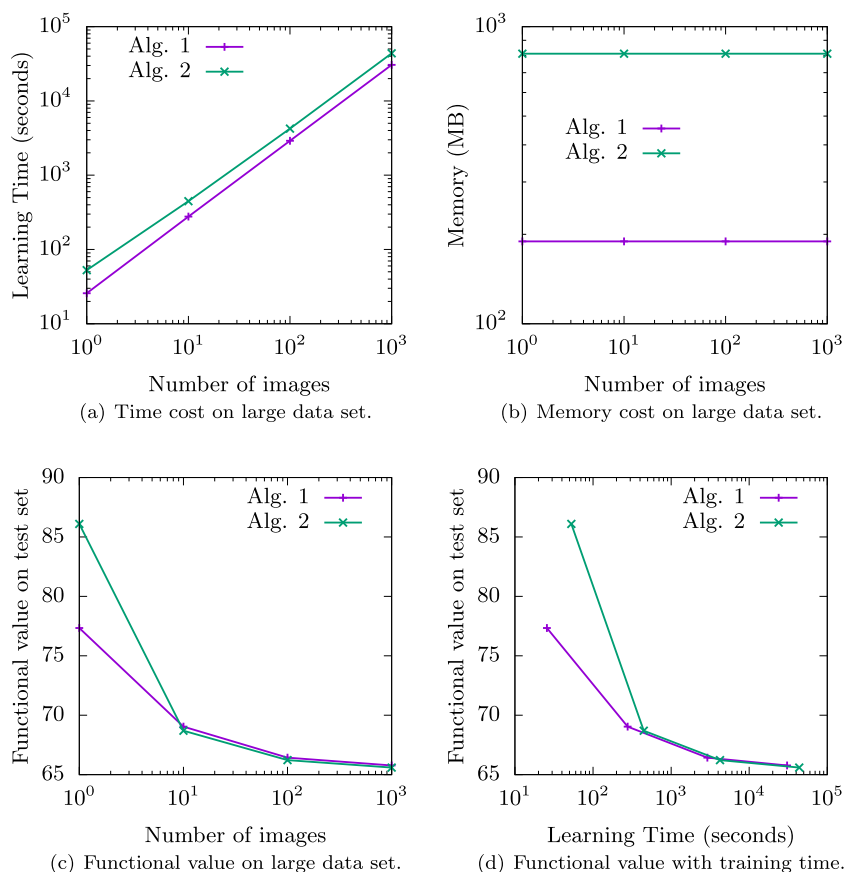 10^5
10^4
10^3
10^2
10^1
Learning Time (seconds)
Alg. 1
Alg. 2
10^0 10^1 10^2 10^3
Number of images
(a) Time cost on large data set.
10^3
10^2
Memory (MB)
Alg. 1
Alg. 2
10^0 10^1 10^2 10^3
Number of images
(b) Memory cost on large data set.
90
85
80
75
70
65
Functional value on test set
Alg. 1
Alg. 2
10^0 10^1 10^2 10^3
Number of images
(c) Functional value on large data set.
90
85
80
75
70
65
Functional value on test set
Alg. 1
Alg. 2
10^1 10^2 10^3 10^4 10^5
Learning Time (seconds)
(d) Functional value with training time.